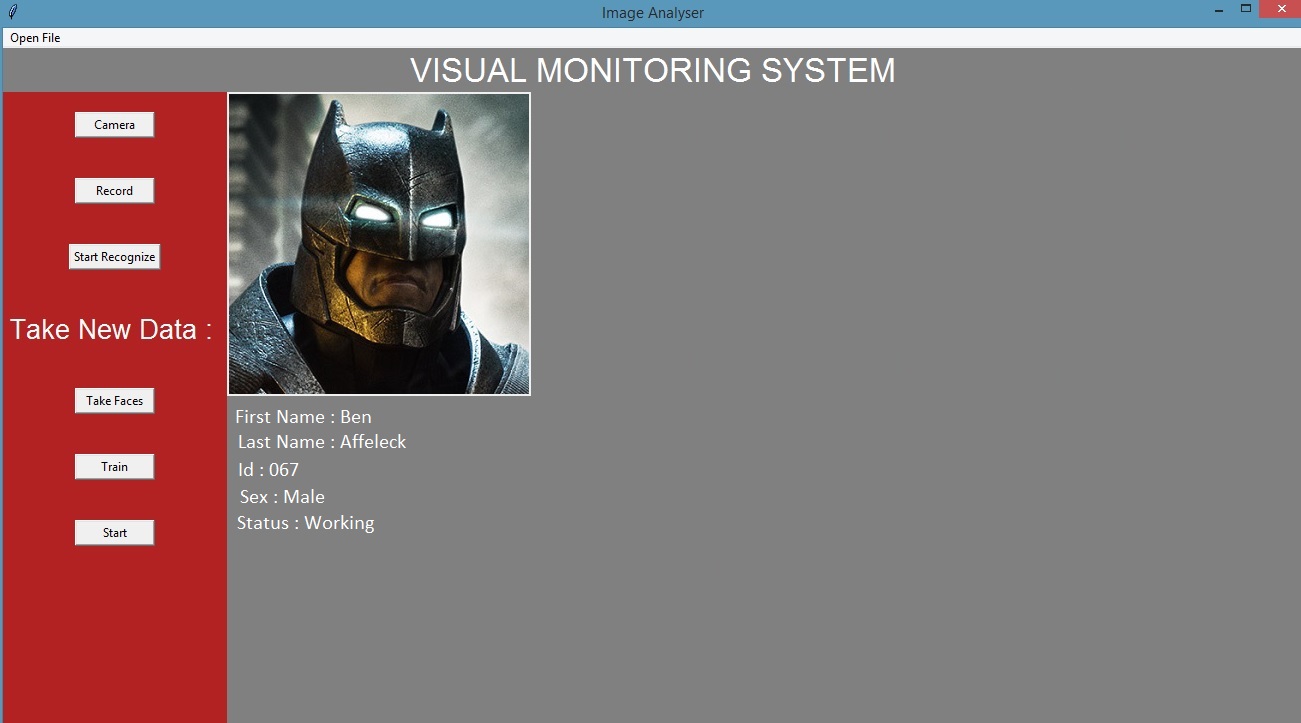 Image Analyser
Open File
VISUAL MONITORING SYSTEM
Camera
Record
Start Recognize
Take New Data :
Take Faces
Train
Start
First Name : Ben
Last Name : Affeleck
Id : 067
Sex : Male
Status : Working